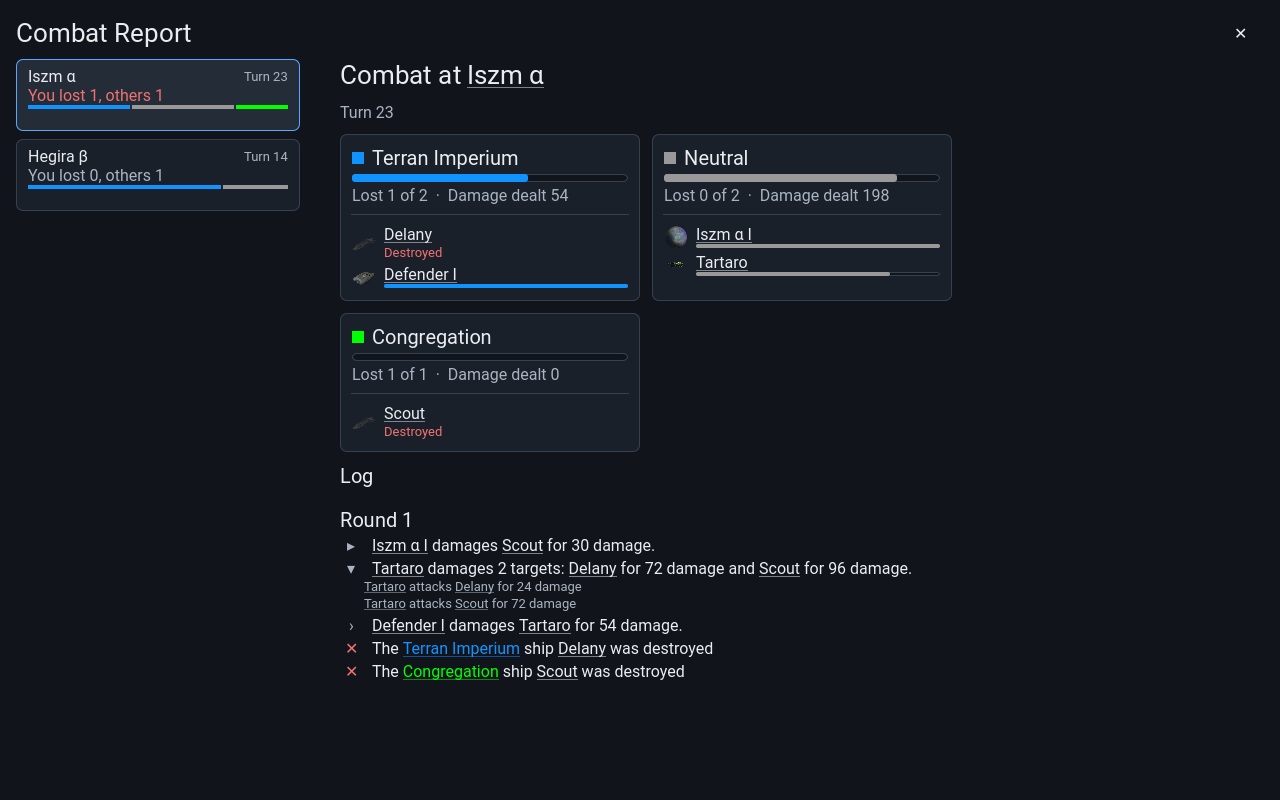 Combat Report
✕
Iszm α
Turn 23
You lost 1, others 1
Hegira β
Turn 14
You lost 0, others 1
Combat at Iszm α
Turn 23
Terran Imperium
Lost 1 of 2 · Damage dealt 54
Delany
Destroyed
Defender I
Neutral
Lost 0 of 2 · Damage dealt 198
Iszm α I
Tartaro
Congregation
Lost 1 of 1 · Damage dealt 0
Scout
Destroyed
Log
Round 1
▸ Iszm α I damages Scout for 30 damage.
▾ Tartaro damages 2 targets: Delany for 72 damage and Scout for 96 damage.
Tartaro attacks Delany for 24 damage
Tartaro attacks Scout for 72 damage
› Defender I damages Tartaro for 54 damage.
✕ The Terran Imperium ship Delany was destroyed
✕ The Congregation ship Scout was destroyed